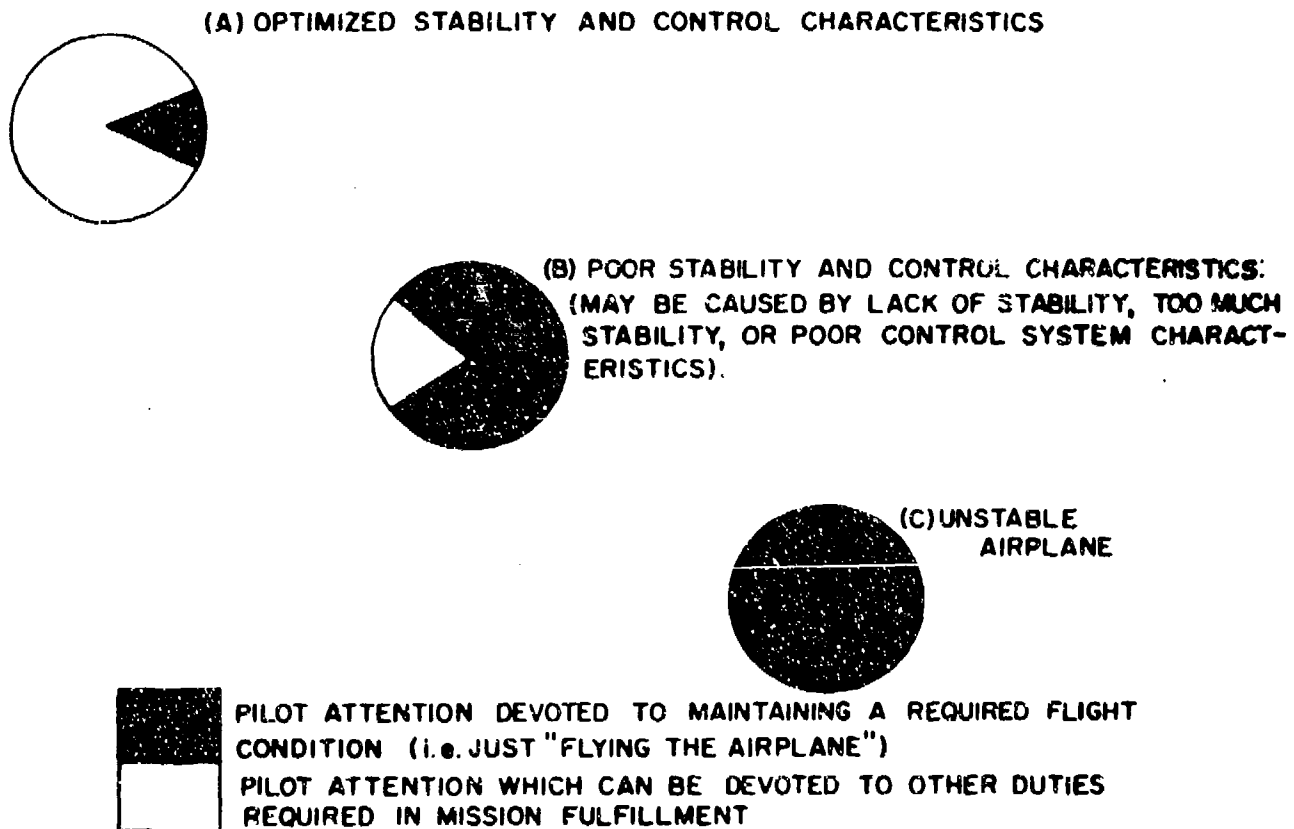 (A) OPTIMIZED STABILITY AND CONTROL CHARACTERISTICS
(B) POOR STABILITY AND CONTROL CHARACTERISTICS:
(MAY BE CAUSED BY LACK OF STABILITY, TOO MUCH
STABILITY, OR POOR CONTROL SYSTEM CHARACT-
ERISTICS).
(C) UNSTABLE
AIRPLANE
PILOT ATTENTION DEVOTED TO MAINTAINING A REQUIRED FLIGHT
CONDITION (i.e. JUST "FLYING THE AIRPLANE")
PILOT ATTENTION WHICH CAN BE DEVOTED TO OTHER DUTIES
REQUIRED IN MISSION FULFILLMENT